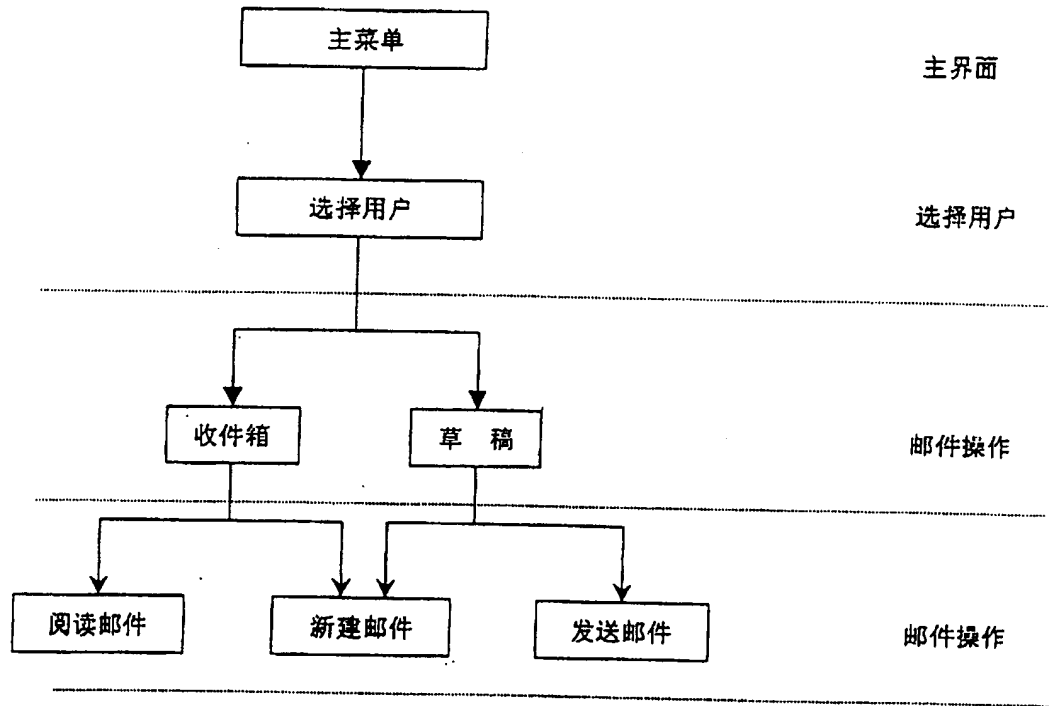 主菜单
主界面
选择用户
选择用户
收件箱
草 稿
邮件操作
阅读邮件
新建邮件
发送邮件
邮件操作